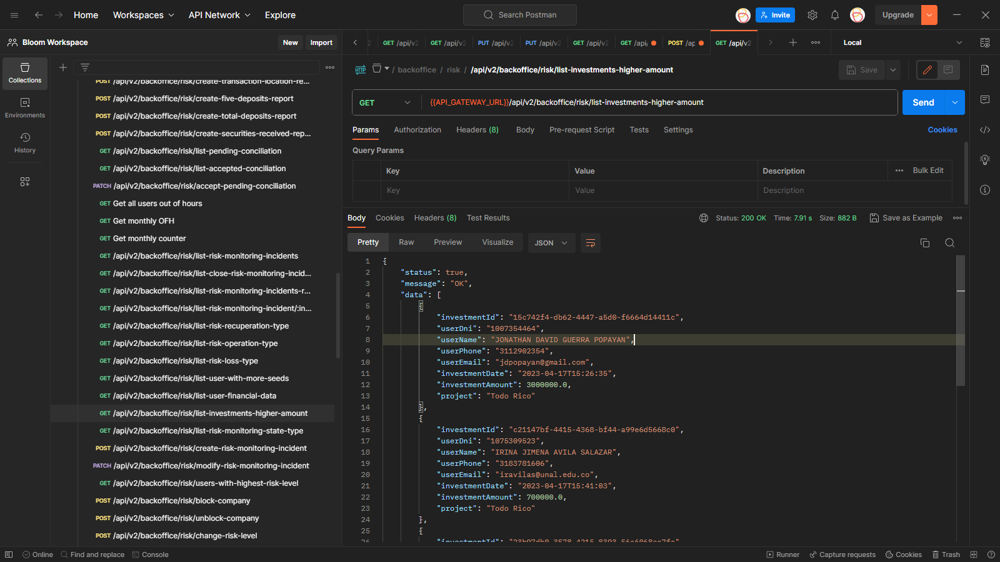 Home Workspaces API Network Explore Search Postman Invite Upgrade
Bloom Workspace New Import
GET /api/v2 GET /api/v2 PUT /api/v2 PUT /api/v2 GET /api/v2 GET /api/ POST /ap GET /api/v2 Local
Collections
Environments
History
POST /api/v2/backoffice/risk/create-transaction-location-re...
POST /api/v2/backoffice/risk/create-five-deposits-report
POST /api/v2/backoffice/risk/create-total-deposits-report
POST /api/v2/backoffice/risk/create-securities-received-rep...
GET /api/v2/backoffice/risk/list-pending-conciliation
GET /api/v2/backoffice/risk/list-accepted-conciliation
PATCH /api/v2/backoffice/risk/accept-pending-conciliation
GET Get all users out of hours
GET Get monthly OFH
GET Get monthly counter
GET /api/v2/backoffice/risk/list-risk-monitoring-incidents
GET /api/v2/backoffice/risk/list-close-risk-monitoring-incid...
GET /api/v2/backoffice/risk/list-risk-monitoring-incidents-r...
GET /api/v2/backoffice/risk/list-risk-monitoring-incident/:in...
GET /api/v2/backoffice/risk/list-risk-recuperation-type
GET /api/v2/backoffice/risk/list-risk-operation-type
GET /api/v2/backoffice/risk/list-risk-loss-type
GET /api/v2/backoffice/risk/list-user-with-more-seeds
GET /api/v2/backoffice/risk/list-user-financial-data
GET /api/v2/backoffice/risk/list-investments-higher-amount
GET /api/v2/backoffice/risk/list-risk-monitoring-state-type
POST /api/v2/backoffice/risk/create-risk-monitoring-incident
PATCH /api/v2/backoffice/risk/modify-risk-monitoring-incident
GET /api/v2/backoffice/risk/users-with-highest-risk-level
POST /api/v2/backoffice/risk/block-company
POST /api/v2/backoffice/risk/unblock-company
POST /api/v2/backoffice/risk/change-risk-level
HTTP / backoffice / risk / /api/v2/backoffice/risk/list-investments-higher-amount Save
GET {{API_GATEWAY_URL}}/api/v2/backoffice/risk/list-investments-higher-amount Send
Params Authorization Headers (8) Body Pre-request Script Tests Settings Cookies
Query Params
Key Value Description Bulk Edit
Key Value Description
Body Cookies Headers (8) Test Results Status: 200 OK Time: 7.91 s Size: 882 B Save as Example
Pretty Raw Preview Visualize JSON
1 {
2 "status": true,
3 "message": "OK",
4 "data": [
5 {
6 "investmentId": "15c742f4-db62-4447-a5d0-f6664d14411c",
7 "userDni": "1007354464",
8 "userName": "JONATHAN DAVID GUERRA POPAYAN",
9 "userPhone": "3112902354",
10 "userEmail": "jdpopayan@gmail.com",
11 "investmentDate": "2023-04-17T15:26:35",
12 "investmentAmount": 3000000.0,
13 "project": "Todo Rico"
14 },
15 {
16 "investmentId": "c21147bf-4415-4368-bf44-a99e6d5668c0",
17 "userDni": "1075309523",
18 "userName": "IRINA JIMENA AVILA SALAZAR",
19 "userPhone": "3183781606",
20 "userEmail": "iravilas@unal.edu.co",
21 "investmentDate": "2023-04-17T15:41:03",
22 "investmentAmount": 700000.0,
23 "project": "Todo Rico"
24 },
25 {
26 "investmentId":
Online Find and replace Console Runner Capture requests Cookies Trash